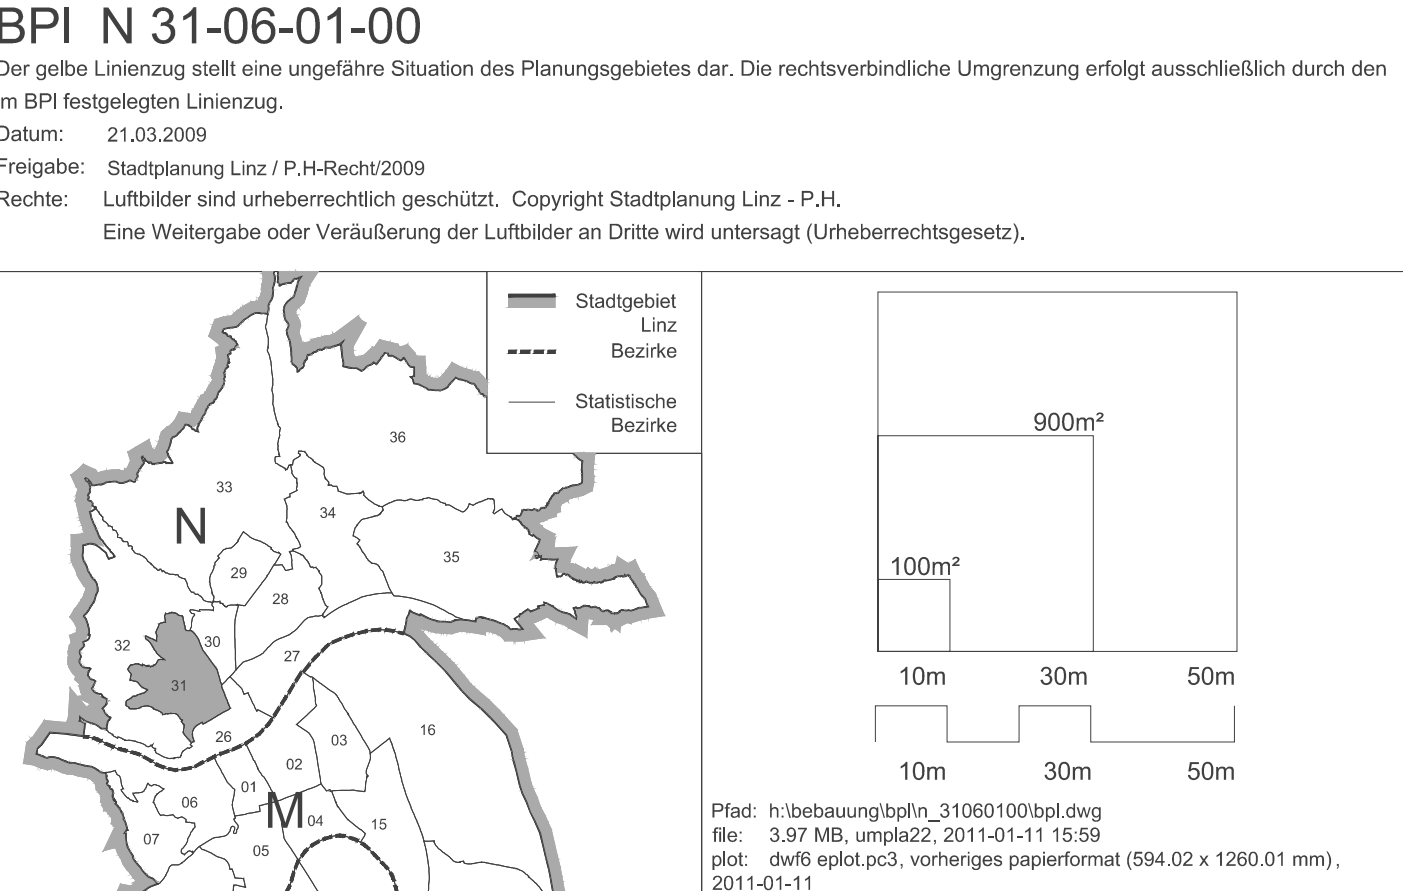 BPl N 31-06-01-00
Der gelbe Linienzug stellt eine ungefähre Situation des Planungsgebietes dar. Die rechtsverbindliche Umgrenzung erfolgt ausschließlich durch den
im BPl festgelegten Linienzug.
Datum: 21.03.2009
Freigabe: Stadtplanung Linz / P.H-Recht/2009
Rechte: Luftbilder sind urheberrechtlich geschützt. Copyright Stadtplanung Linz - P.H.
Eine Weitergabe oder Veräußerung der Luftbilder an Dritte wird untersagt (Urheberrechtsgesetz).
Stadtgebiet
Linz
Bezirke
Statistische
Bezirke
36
33
34
N
35
29
28
30
32
27
31
16
26
03
02
01
06
M
04
15
07
05
900m²
100m²
10m 30m 50m
10m 30m 50m
Pfad: h:\bebauung\bpl\n_31060100\bpl.dwg
file: 3.97 MB, umpla22, 2011-01-11 15:59
plot: dwf6 eplot.pc3, vorheriges papierformat (594.02 x 1260.01 mm),
2011-01-11